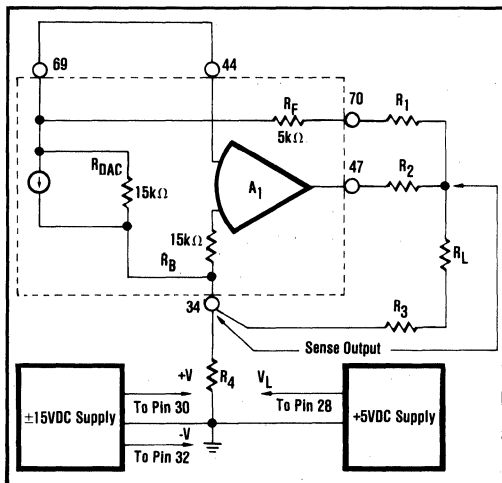 69
44
R_F
5kΩ
70
R_1
R_DAC
15kΩ
A_1
47
R_2
15kΩ
R_B
R_L
34
R_3
Sense Output
±15VDC Supply
+V
To Pin 30
-V
To Pin 32
R_4
V_L
To Pin 28
+5VDC Supply